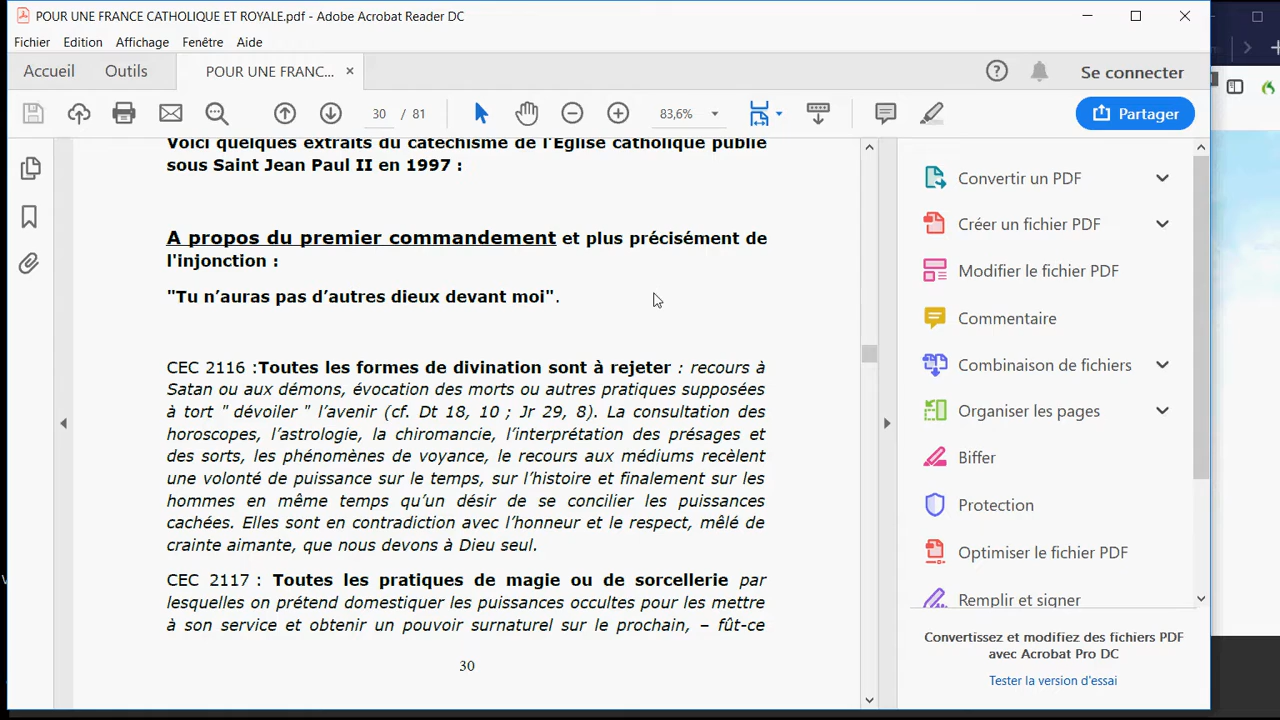 POUR UNE FRANCE CATHOLIQUE ET ROYALE.pdf - Adobe Acrobat Reader DC
Fichier Edition Affichage Fenêtre Aide
Accueil Outils POUR UNE FRANC... × Se connecter
30 / 81 83,6% Partager
Voici quelques extraits du catéchisme de l'Eglise catholique publié
sous Saint Jean Paul II en 1997 :
A propos du premier commandement et plus précisément de
l'injonction :
"Tu n’auras pas d’autres dieux devant moi".
CEC 2116 :Toutes les formes de divination sont à rejeter : recours à
Satan ou aux démons, évocation des morts ou autres pratiques supposées
à tort " dévoiler " l’avenir (cf. Dt 18, 10 ; Jr 29, 8). La consultation des
horoscopes, l’astrologie, la chiromancie, l’interprétation des présages et
des sorts, les phénomènes de voyance, le recours aux médiums recèlent
une volonté de puissance sur le temps, sur l’histoire et finalement sur les
hommes en même temps qu’un désir de se concilier les puissances
cachées. Elles sont en contradiction avec l’honneur et le respect, mêlé de
crainte aimante, que nous devons à Dieu seul.
CEC 2117 : Toutes les pratiques de magie ou de sorcellerie par
lesquelles on prétend domestiquer les puissances occultes pour les mettre
à son service et obtenir un pouvoir surnaturel sur le prochain, – fût-ce
30
Convertir un PDF
Créer un fichier PDF
Modifier le fichier PDF
Commentaire
Combinaison de fichiers
Organiser les pages
Biffer
Protection
Optimiser le fichier PDF
Remplir et signer
Convertissez et modifiez des fichiers PDF
avec Acrobat Pro DC
Tester la version d'essai